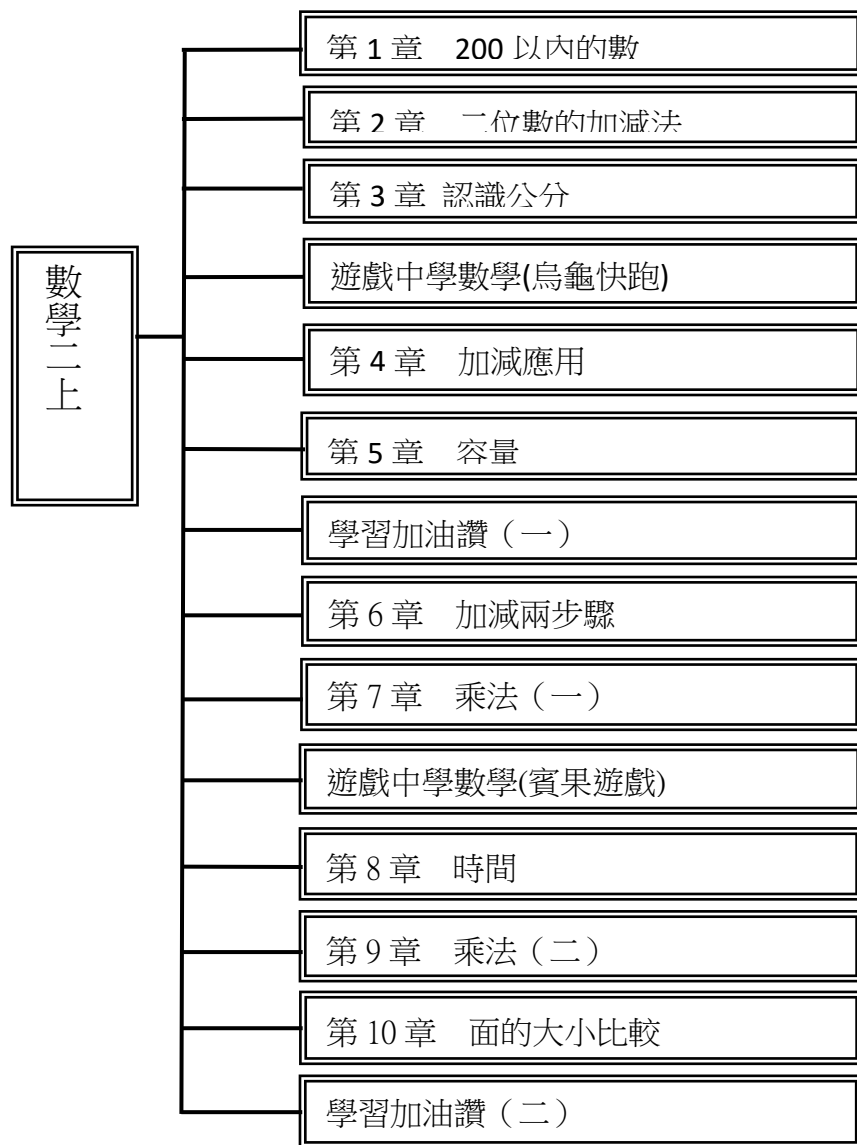 數學二上
第 1 章 200 以內的數
第 2 章 二位數的加減法
第 3 章 認識公分
遊戲中學數學(烏龜快跑)
第 4 章 加減應用
第 5 章 容量
學習加油讚（一）
第 6 章 加減兩步驟
第 7 章 乘法（一）
遊戲中學數學(賓果遊戲)
第 8 章 時間
第 9 章 乘法（二）
第 10 章 面的大小比較
學習加油讚（二）